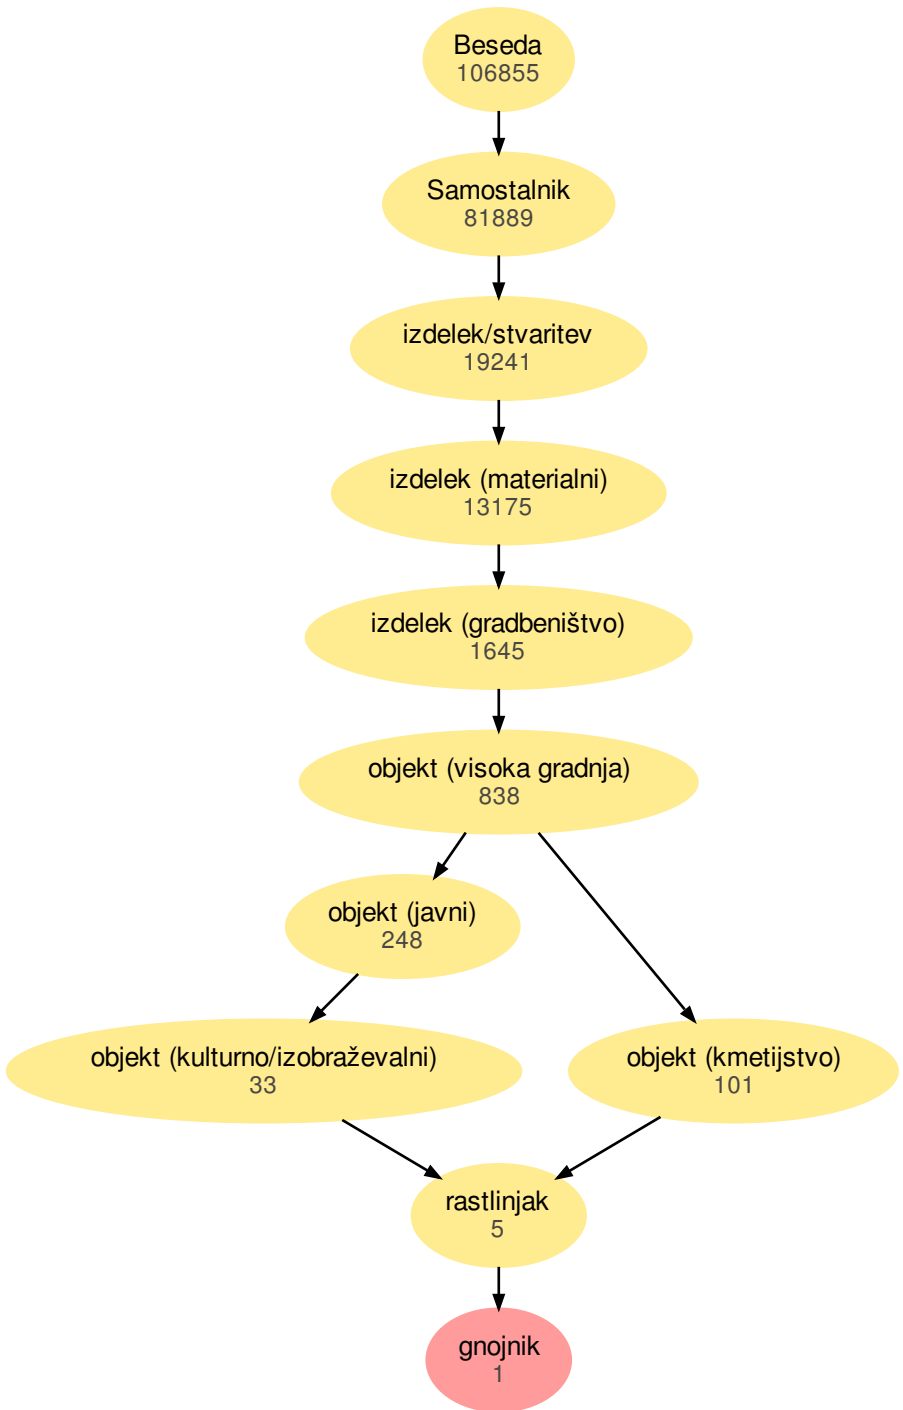 Beseda
106855
Samostalnik
81889
izdelek/stvaritev
19241
izdelek (materialni)
13175
izdelek (gradbeništvo)
1645
objekt (visoka gradnja)
838
objekt (javni)
248
objekt (kulturno/izobraževalni)
33
objekt (kmetijstvo)
101
rastlinjak
5
gnojnik
1